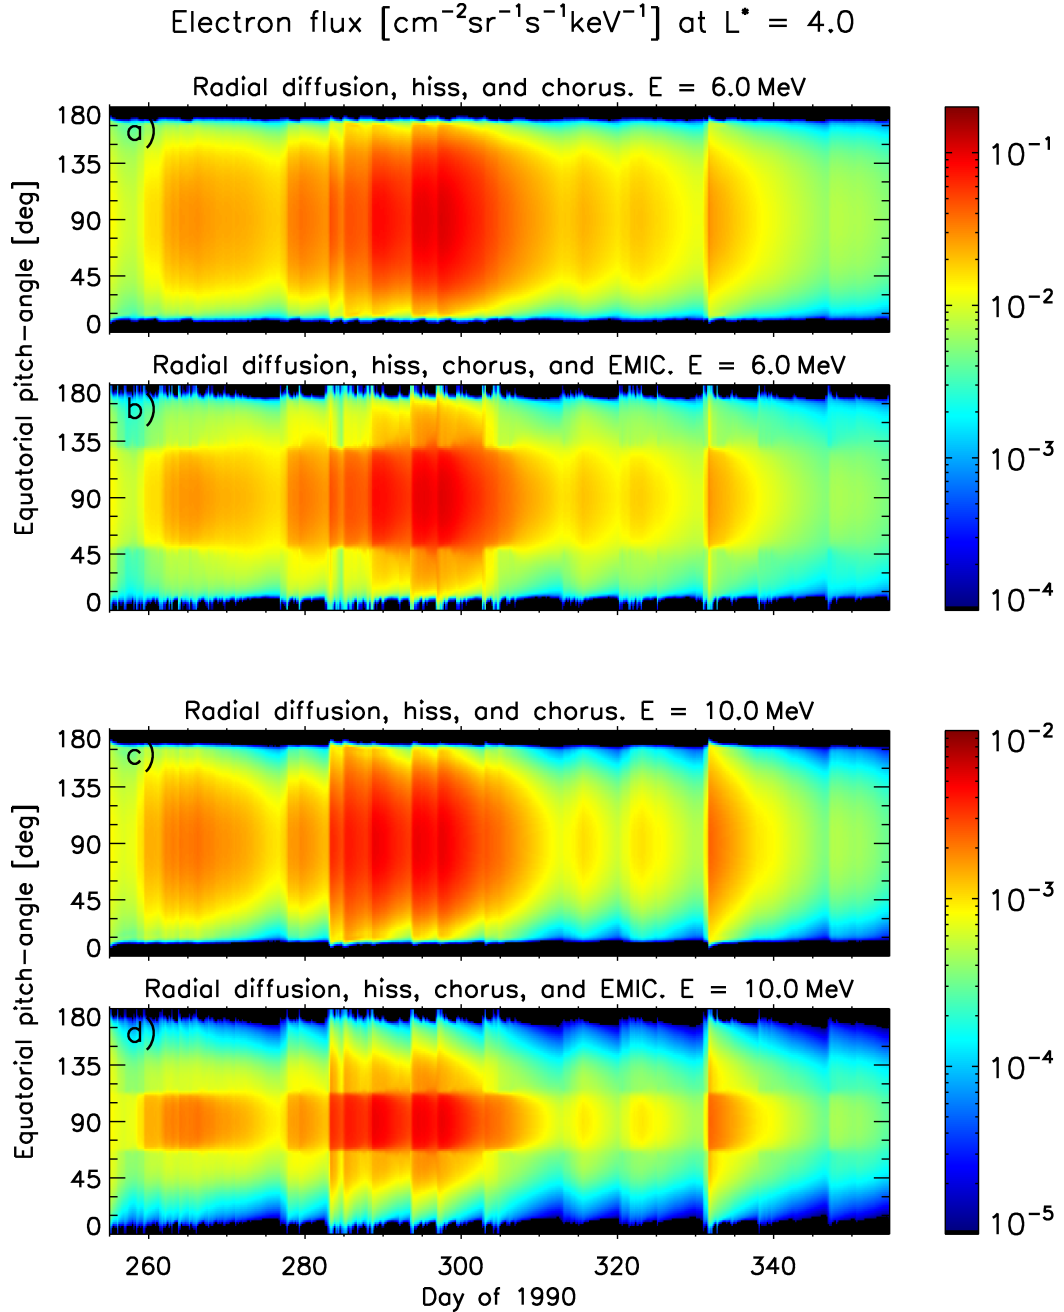 Electron flux [cm⁻²sr⁻¹s⁻¹keV⁻¹] at L* = 4.0
Radial diffusion, hiss, and chorus. E = 6.0 MeV
a)
180
135
90
45
0
Equatorial pitch-angle [deg]
Radial diffusion, hiss, chorus, and EMIC. E = 6.0 MeV
b)
180
135
90
45
0
10⁻¹
10⁻²
10⁻³
10⁻⁴
Radial diffusion, hiss, and chorus. E = 10.0 MeV
c)
180
135
90
45
0
Equatorial pitch-angle [deg]
Radial diffusion, hiss, chorus, and EMIC. E = 10.0 MeV
d)
180
135
90
45
0
10⁻²
10⁻³
10⁻⁴
10⁻⁵
260 280 300 320 340
Day of 1990